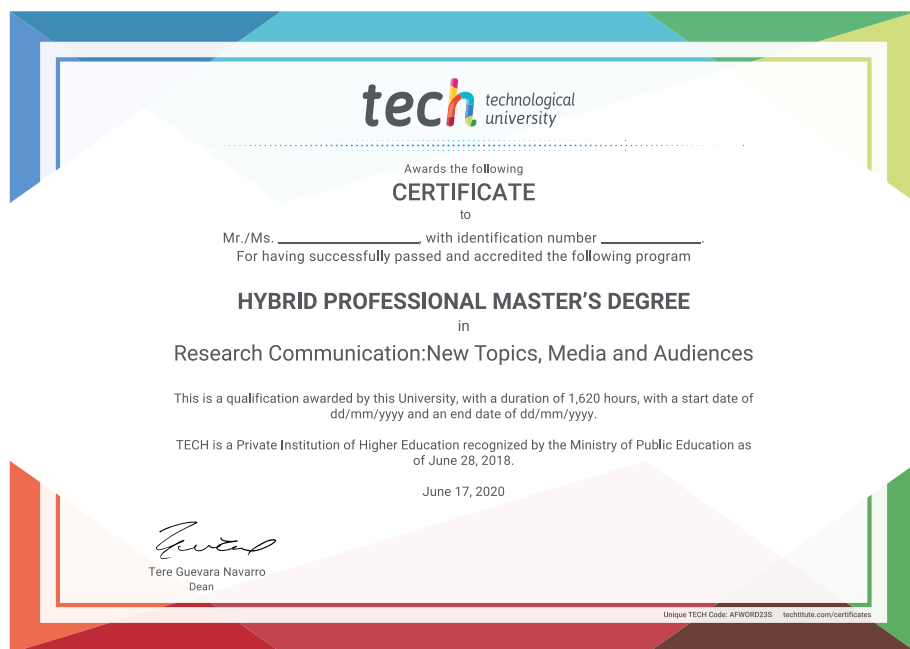 tech technological
university
Awards the following
CERTIFICATE
to
Mr./Ms. ____________, with identification number ____________.
For having successfully passed and accredited the following program
HYBRID PROFESSIONAL MASTER'S DEGREE
in
Research Communication:New Topics, Media and Audiences
This is a qualification awarded by this University, with a duration of 1,620 hours, with a start date of
dd/mm/yyyy and an end date of dd/mm/yyyy.
TECH is a Private Institution of Higher Education recognized by the Ministry of Public Education as
of June 28, 2018.
June 17, 2020
Tere Guevara Navarro
Dean
Unique TECH Code: AFWORD23S techtitute.com/certificates